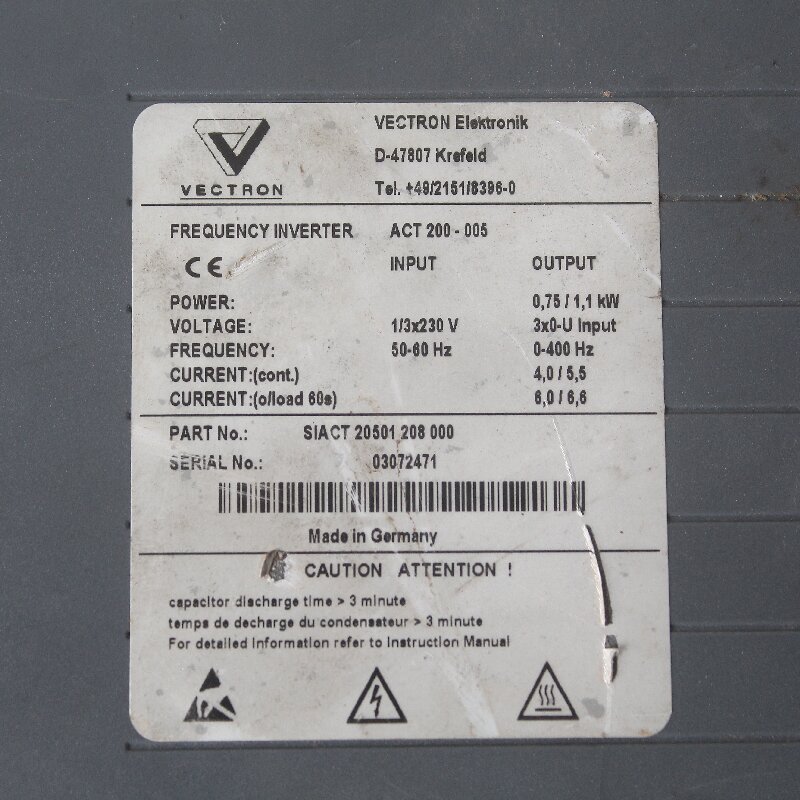 VECTRON
VECTRON Elektronik
D-47807 Krefeld
Tel. +49/2151/8396-0
FREQUENCY INVERTER ACT 200 - 005
CE INPUT OUTPUT
POWER: 0,75 / 1,1 kW
VOLTAGE: 1/3x230 V 3x0-U Input
FREQUENCY: 50-60 Hz 0-400 Hz
CURRENT:(cont.) 4,0 / 5,5
CURRENT:(o/load 60s) 6,0 / 6,6
PART No.: SIACT 20501 208 000
SERIAL No.: 03072471
Made in Germany
CAUTION ATTENTION !
capacitor discharge time > 3 minute
temps de decharge du condensateur > 3 minute
For detailed information refer to Instruction Manual